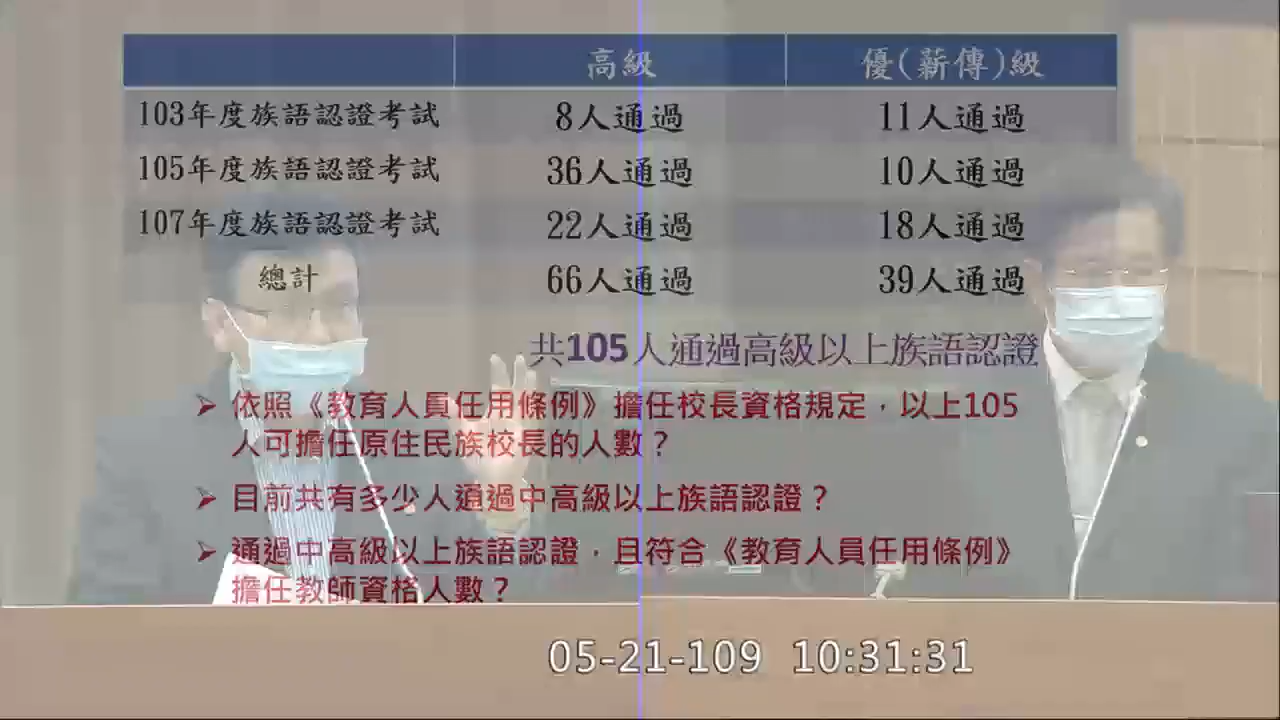 高級 優(薪傳)級
103年度族語認證考試 8人通過 11人通過
105年度族語認證考試 36人通過 10人通過
107年度族語認證考試 22人通過 18人通過
總計 66人通過 39人通過
共105人通過高級以上族語認證
➢ 依照《教育人員任用條例》擔任校長資格規定，以上105
人可擔任原住民族校長的人數？
➢ 目前共有多少人通過中高級以上族語認證？
➢ 通過中高級以上族語認證，且符合《教育人員任用條例》
擔任教師資格人數？
05-21-109 10:31:31